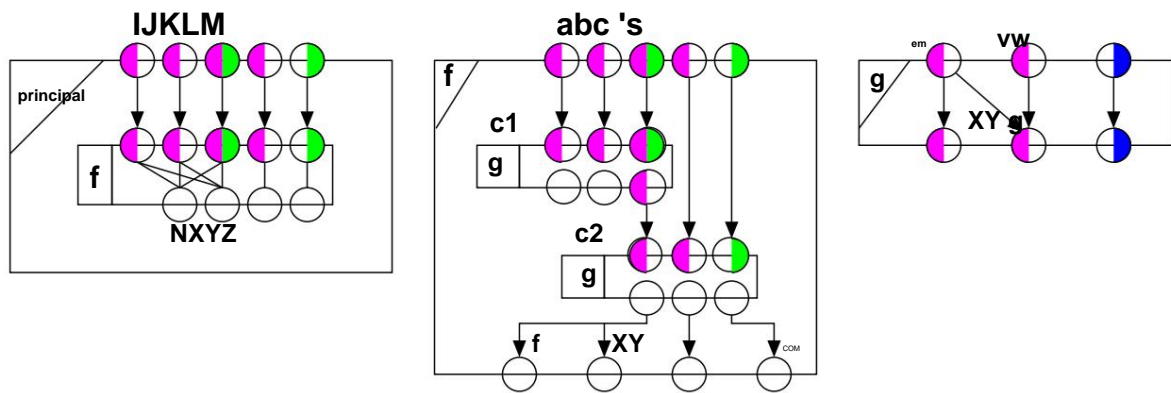 IJKLM
principal
f
NXYZ
abc 's
f
c1
g
c2
g
f
XY
COM
em
vw
g
XY g